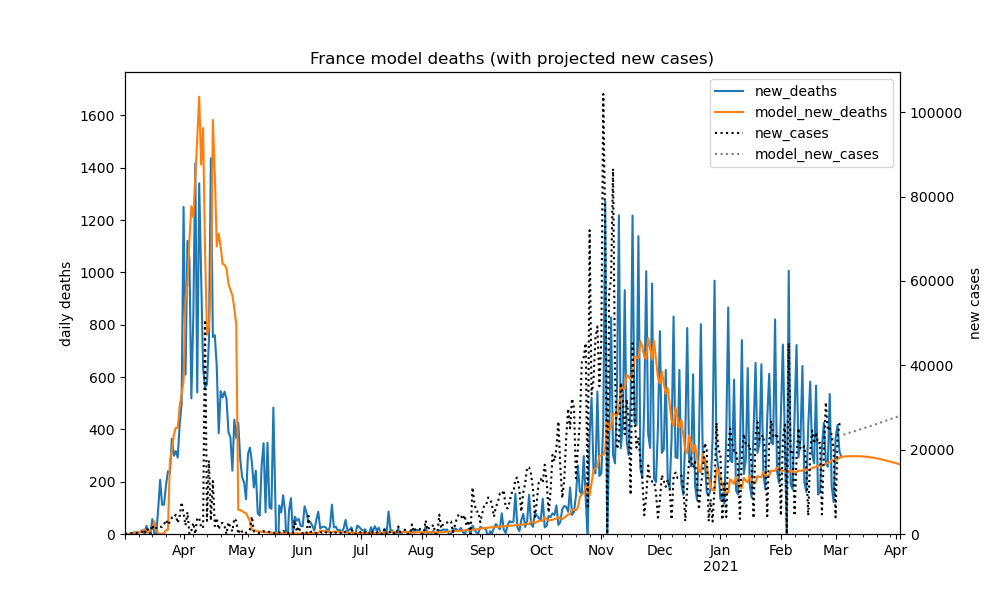 France model deaths (with projected new cases)
new_deaths
model_new_deaths
new_cases
model_new_cases
daily deaths
1600
1400
1200
1000
800
600
400
200
0
100000
80000
60000
40000
20000
0
new cases
Apr May Jun Jul Aug Sep Oct Nov Dec Jan Feb Mar Apr
2021